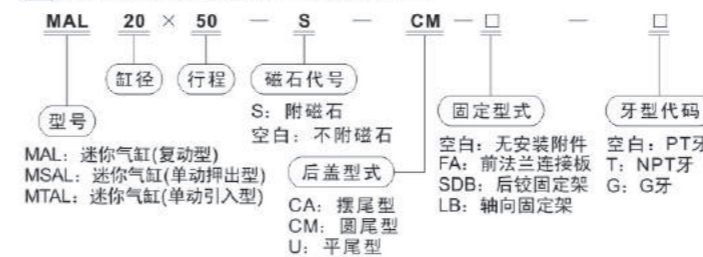 MAL 20 × 50 — S — CM — □ — □
缸径 行程 磁石代号
S：附磁石
空白：不附磁石
型号
MAL：迷你气缸(复动型)
MSAL：迷你气缸(单动押出型)
MTAL：迷你气缸(单动引入型)
后盖型式
CA：摆尾型
CM：圆尾型
U：平尾型
固定型式
空白：无安装附件
FA：前法兰连接板
SDB：后铰固定架
LB：轴向固定架
牙型代码
空白：PT牙
T：NPT牙
G：G牙